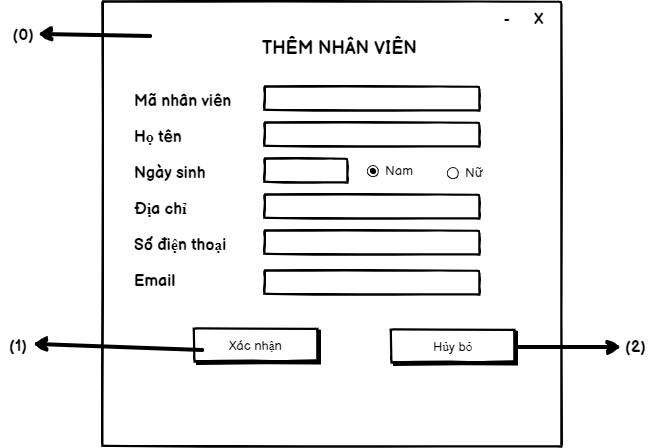 - X
(0)
THÊM NHÂN VIÊN
Mã nhân viên
Họ tên
Ngày sinh Nam Nữ
Địa chỉ
Số điện thoại
Email
(1) Xác nhận Hủy bỏ (2)